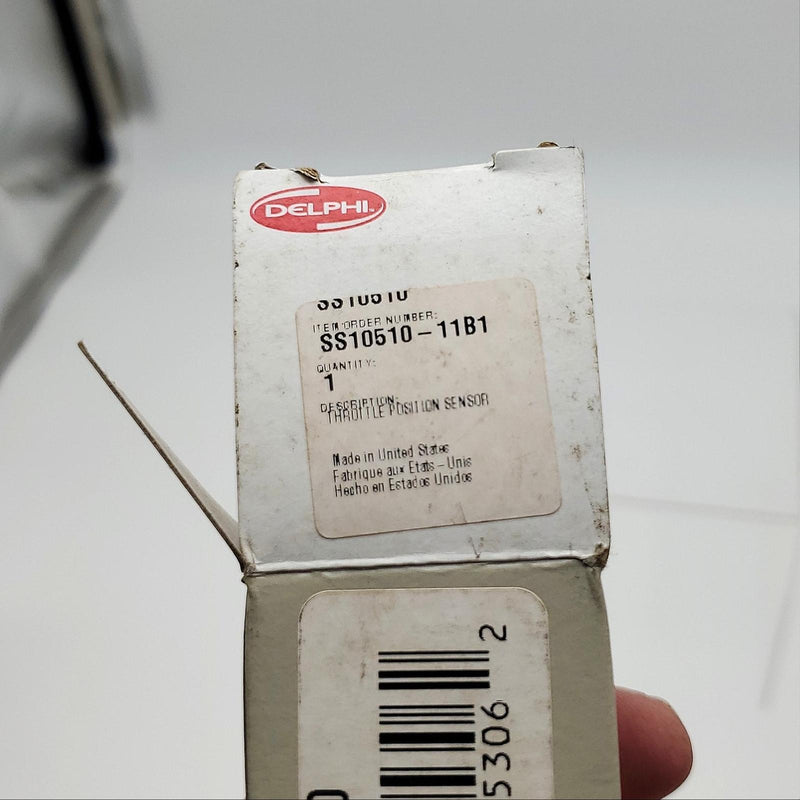 DELPHI
SS10510
ITEM ORDER NUMBER:
SS10510-11B1
QUANTITY:
1
DESCRIPTION:
THROTTLE POSITION SENSOR
Made in United States
Fabrique aux Etats-Unis
Hecho en Estados Unidos
5306 2